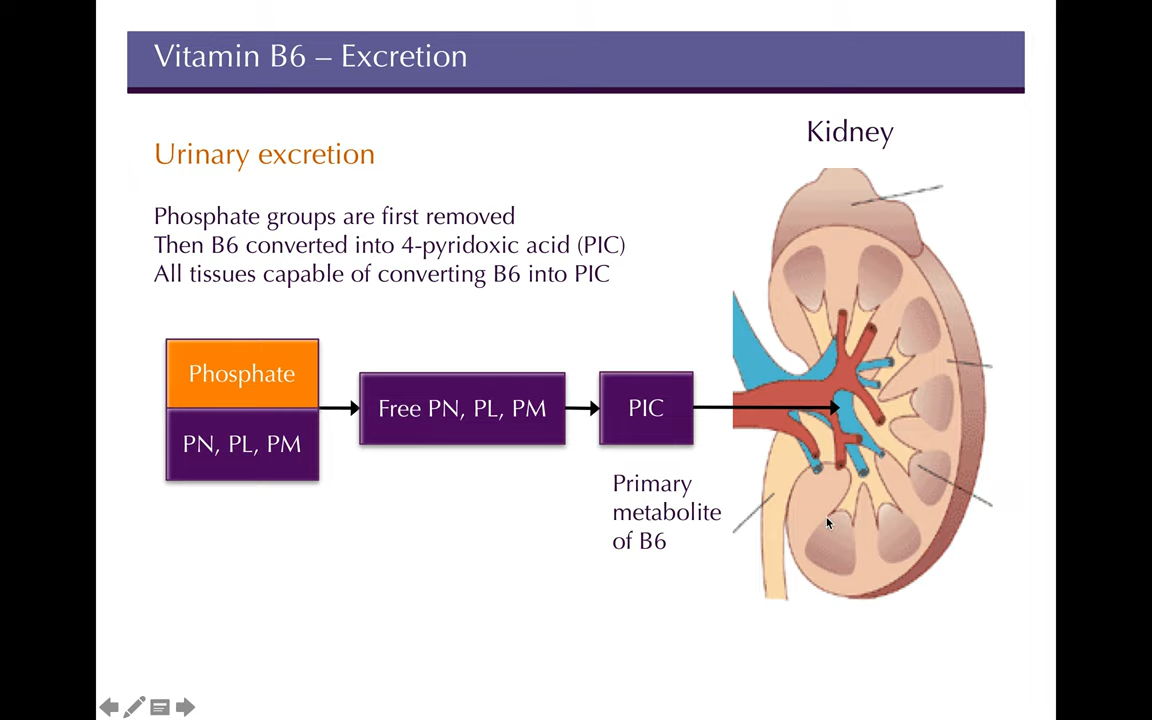 Vitamin B6 – Excretion
Kidney
Urinary excretion
Phosphate groups are first removed
Then B6 converted into 4-pyridoxic acid (PIC)
All tissues capable of converting B6 into PIC
Phosphate
PN, PL, PM
Free PN, PL, PM
PIC
Primary
metabolite
of B6